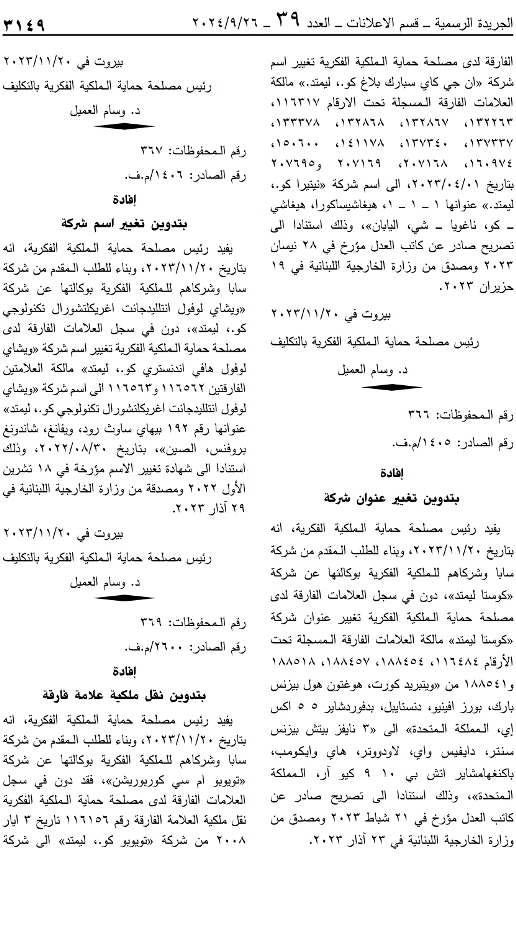 الجريدة الرسمية ــ قسم الاعلانات ــ العدد ٣٩ ــ ٢٠٢٤/٩/٢٦
٣١٤٩
الفارقة لدى مصلحة حماية الملكية الفكرية تغيير اسم
شركة «ان جي كاي سبارك بلاغ كو.، ليمتد.» مالكة
العلامات الفارقة المسجلة تحت الارقام ١١٦٣١٧،
١٣٢٢٦٣، ١٣٢٨٦٧، ١٣٢٨٦٨، ١٣٣٣٧٨،
١٣٧٣٣٧، ١٣٧٣٤٠، ١٤١١٧٨، ١٥٠٦٠٠،
١٦٠٩٧٤، ٢٠٧١٦٨، ٢٠٧١٦٩ و٢٠٧٦٩٥
بتاريخ ٢٠٢٣/٠٤/٠١، الى اسم شركة «نيتيرا كو.،
ليمتد.» عنوانها ١ ــ ١ ــ ١، هيغاشيساكورا، هيغاشي
ــ كو، ناغويا ــ شي، اليابان»، وذلك استنادا الى
تصريح صادر عن كاتب العدل مؤرخ في ٢٨ نيسان
٢٠٢٣ ومصدق من وزارة الخارجية اللبنانية في ١٩
حزيران ٢٠٢٣.
بيروت في ٢٠٢٣/١١/٢٠
رئيس مصلحة حماية الملكية الفكرية بالتكليف
د. وسام العميل
رقم المحفوظات: ٣٦٦
رقم الصادر: ١٤٠٥/م.ف.
إفادة
بتدوين تغيير عنوان شركة
يفيد رئيس مصلحة حماية الملكية الفكرية، انه
بتاريخ ٢٠٢٣/١١/٢٠، وبناء للطلب المقدم من شركة
سابا وشركاهم للملكية الفكرية بوكالتها عن شركة
«كوستا ليمتد»، دون في سجل العلامات الفارقة لدى
مصلحة حماية الملكية الفكرية تغيير عنوان شركة
«كوستا ليمتد» مالكة العلامات الفارقة المسجلة تحت
الأرقام ١١٦٤٨٤، ١٨٨٤٥٤، ١٨٨٤٥٧، ١٨٨٥١٨
و١٨٨٥٤١ من «ويتبريد كورت، هوغتون هول بيزنس
بارك، بورز افينيو، دنستايبل، بدفوردشاير ٥ ٥ اكس
إي، المملكة المتحدة» الى «٣ نايفز بيتش بيزنس
سنتر، دايفيس واي، لاودووتر، هاي وايكومب،
باكنغهامشاير اتش بي ١٠ ٩ كيو آر، المملكة
المتحدة»، وذلك استنادا الى تصريح صادر عن
كاتب العدل مؤرخ في ٢١ شباط ٢٠٢٣ ومصدق من
وزارة الخارجية اللبنانية في ٢٣ آذار ٢٠٢٣.
بيروت في ٢٠٢٣/١١/٢٠
رئيس مصلحة حماية الملكية الفكرية بالتكليف
د. وسام العميل
رقم المحفوظات: ٣٦٧
رقم الصادر: ١٤٠٦/م.ف.
إفادة
بتدوين تغيير اسم شركة
يفيد رئيس مصلحة حماية الملكية الفكرية، انه
بتاريخ ٢٠٢٣/١١/٢٠، وبناء للطلب المقدم من شركة
سابا وشركاهم للملكية الفكرية بوكالتها عن شركة
«ويشاي لوفول انتلليدجانت اغريكلتشورال تكنولوجي
كو.، ليمتد»، دون في سجل العلامات الفارقة لدى
مصلحة حماية الملكية الفكرية تغيير اسم شركة «ويشاي
لوفول هافي اندنستري كو.، ليمتد» مالكة العلامتين
الفارقتين ١١٦٥٦٢ و١١٦٥٦٣ الى اسم شركة «ويشاي
لوفول انتلليدجانت اغريكلتشورال تكنولوجي كو.، ليمتد»
عنوانها رقم ١٩٢ بيهاي ساوث رود، ويفانغ، شاندونغ
بروفنس، الصين»، بتاريخ ٢٠٢٢/٠٨/٣٠، وذلك
استنادا الى شهادة تغيير الاسم مؤرخة في ١٨ تشرين
الأول ٢٠٢٢ ومصدقة من وزارة الخارجية اللبنانية في
٢٩ آذار ٢٠٢٣.
بيروت في ٢٠٢٣/١١/٢٠
رئيس مصلحة حماية الملكية الفكرية بالتكليف
د. وسام العميل
رقم المحفوظات: ٣٦٩
رقم الصادر: ٢٦٠٠/م.ف.
إفادة
بتدوين نقل ملكية علامة فارقة
يفيد رئيس مصلحة حماية الملكية الفكرية، انه
بتاريخ ٢٠٢٣/١١/٢٠، وبناء للطلب المقدم من شركة
سابا وشركاهم للملكية الفكرية بوكالتها عن شركة
«تويوبو ام سي كوربوريشن»، فقد دون في سجل
العلامات الفارقة لدى مصلحة حماية الملكية الفكرية
نقل ملكية العلامة الفارقة رقم ١١٦١٥٦ تاريخ ٣ ايار
٢٠٠٨ من شركة «تويوبو كو.، ليمتد» الى شركة